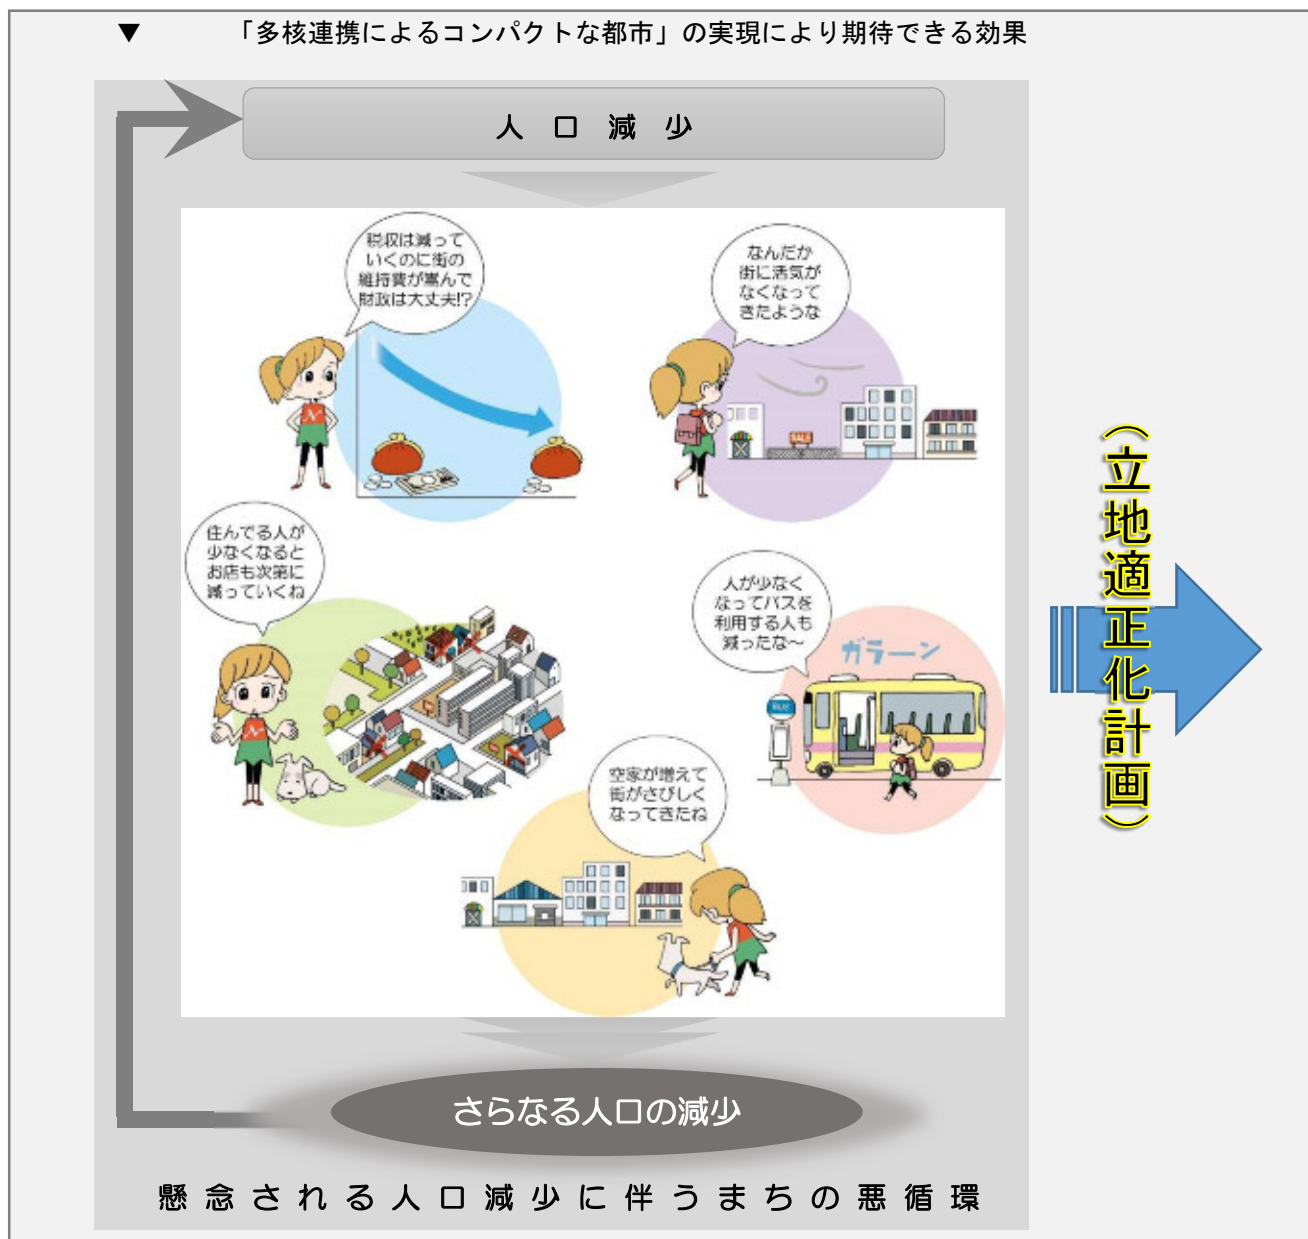 ▼ 「多核連携によるコンパクトな都市」の実現により期待できる効果
人口減少
税収は減って
いくのに街の
維持費が嵩んで
財政は大丈夫!?
なんだか
街に活気が
なくなって
きたような
住んでる人が
少なくなると
お店も次第に
減っていくね
人が少なく
なってバスを
利用する人も
減ったな～
ガラーン
BUS
SALE
空家が増えて
街がさびしく
なってきたね
さらなる人口の減少
懸念される人口減少に伴うまちの悪循環
（立地適正化計画）